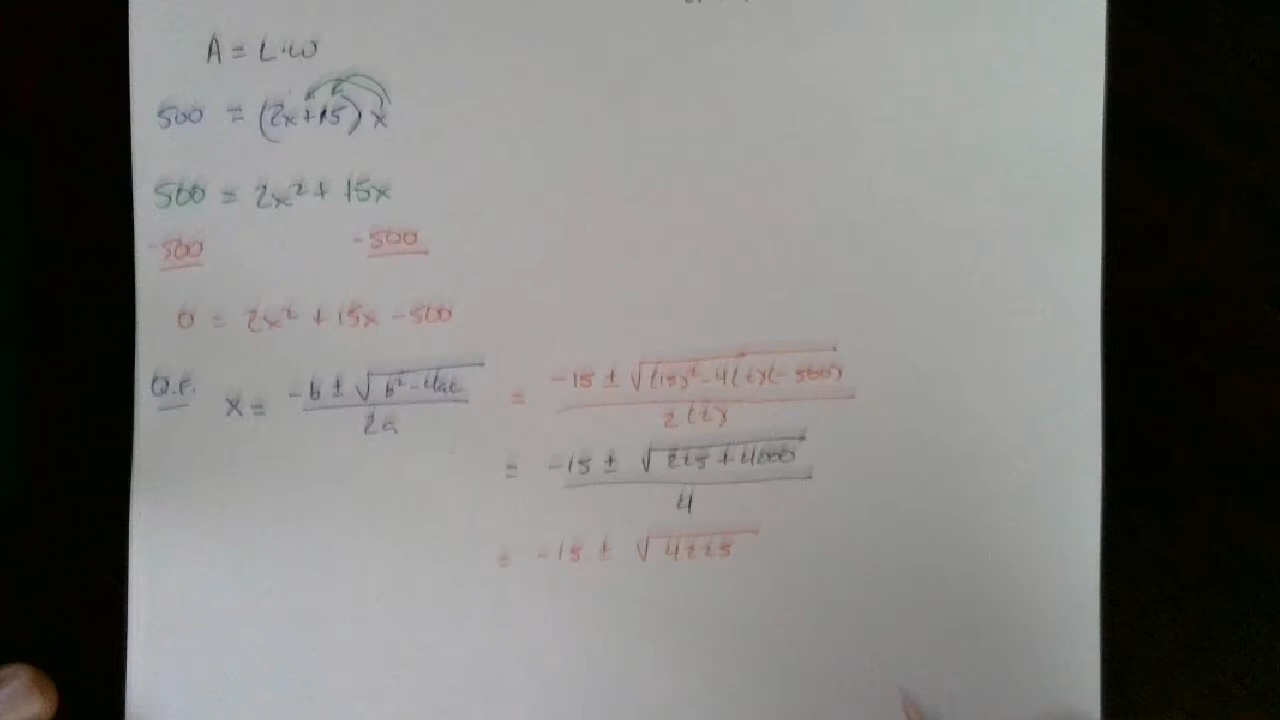 A = L·W
500 = (2x+15)x
500 = 2x² + 15x
-500 -500
0 = 2x² + 15x - 500
Q.F. x = -b ± √b² - 4ac / 2a = -15 ± √(15)² - 4(2)(-500) / 2(2)
= -15 ± √225 + 4000 / 4
= -15 ± √4225